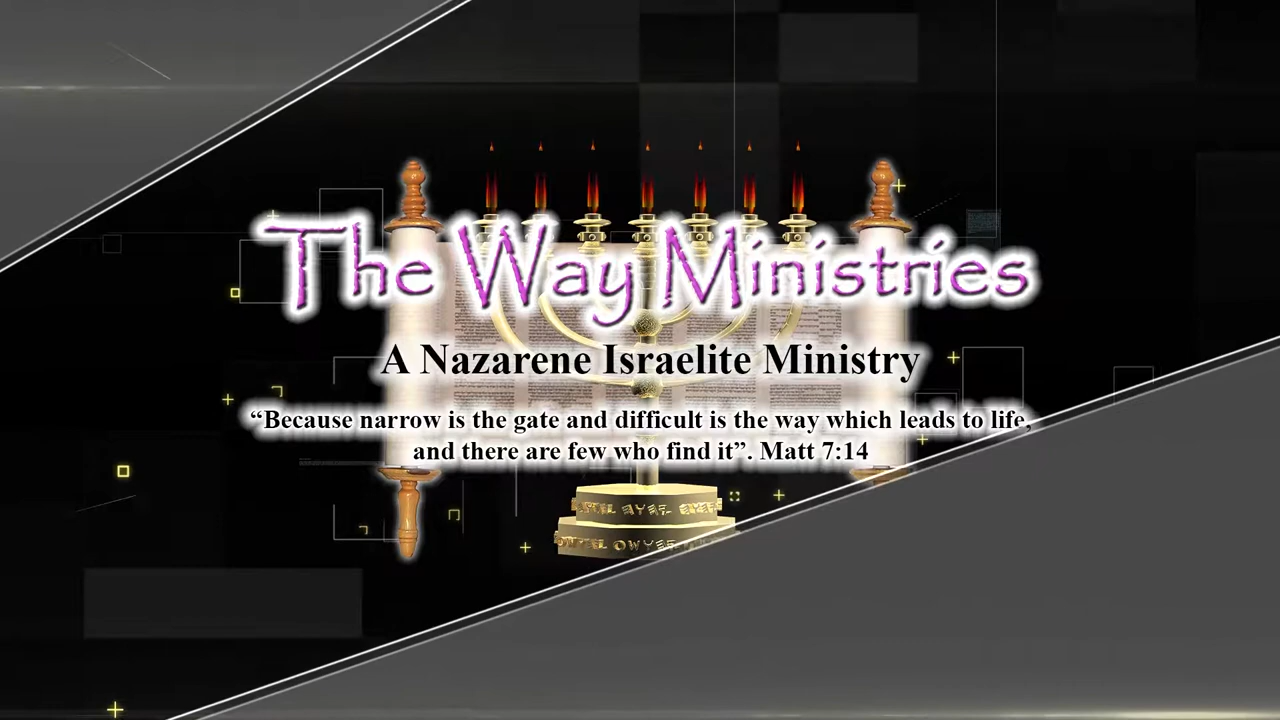 The Way Ministries
A Nazarene Israelite Ministry
“Because narrow is the gate and difficult is the way which leads to life,
and there are few who find it”. Matt 7:14